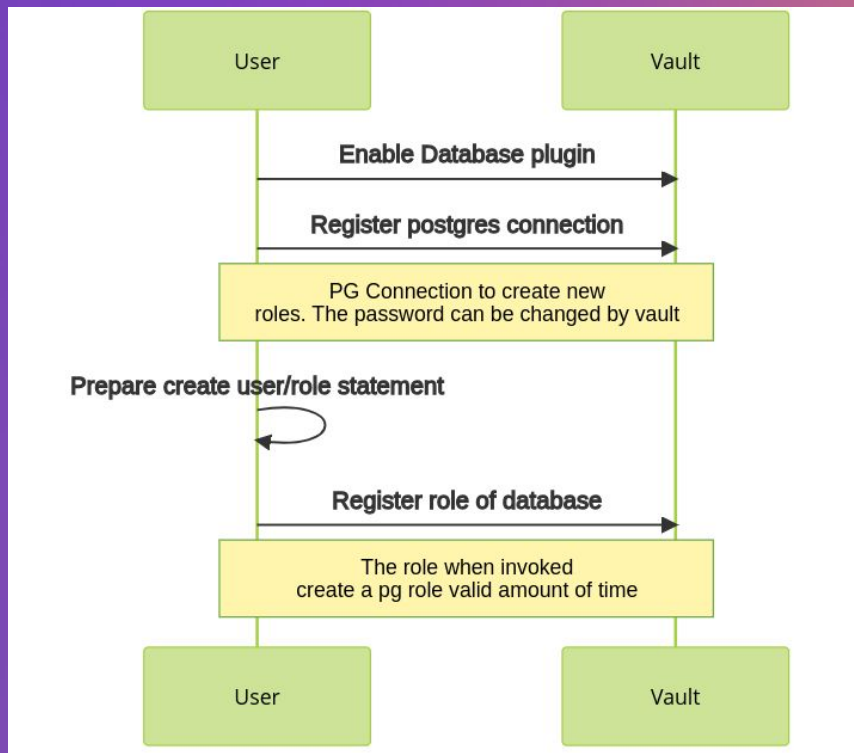 User
Vault
Enable Database plugin
Register postgres connection
PG Connection to create new
roles. The password can be changed by vault
Prepare create user/role statement
Register role of database
The role when invoked
create a pg role valid amount of time
User
Vault